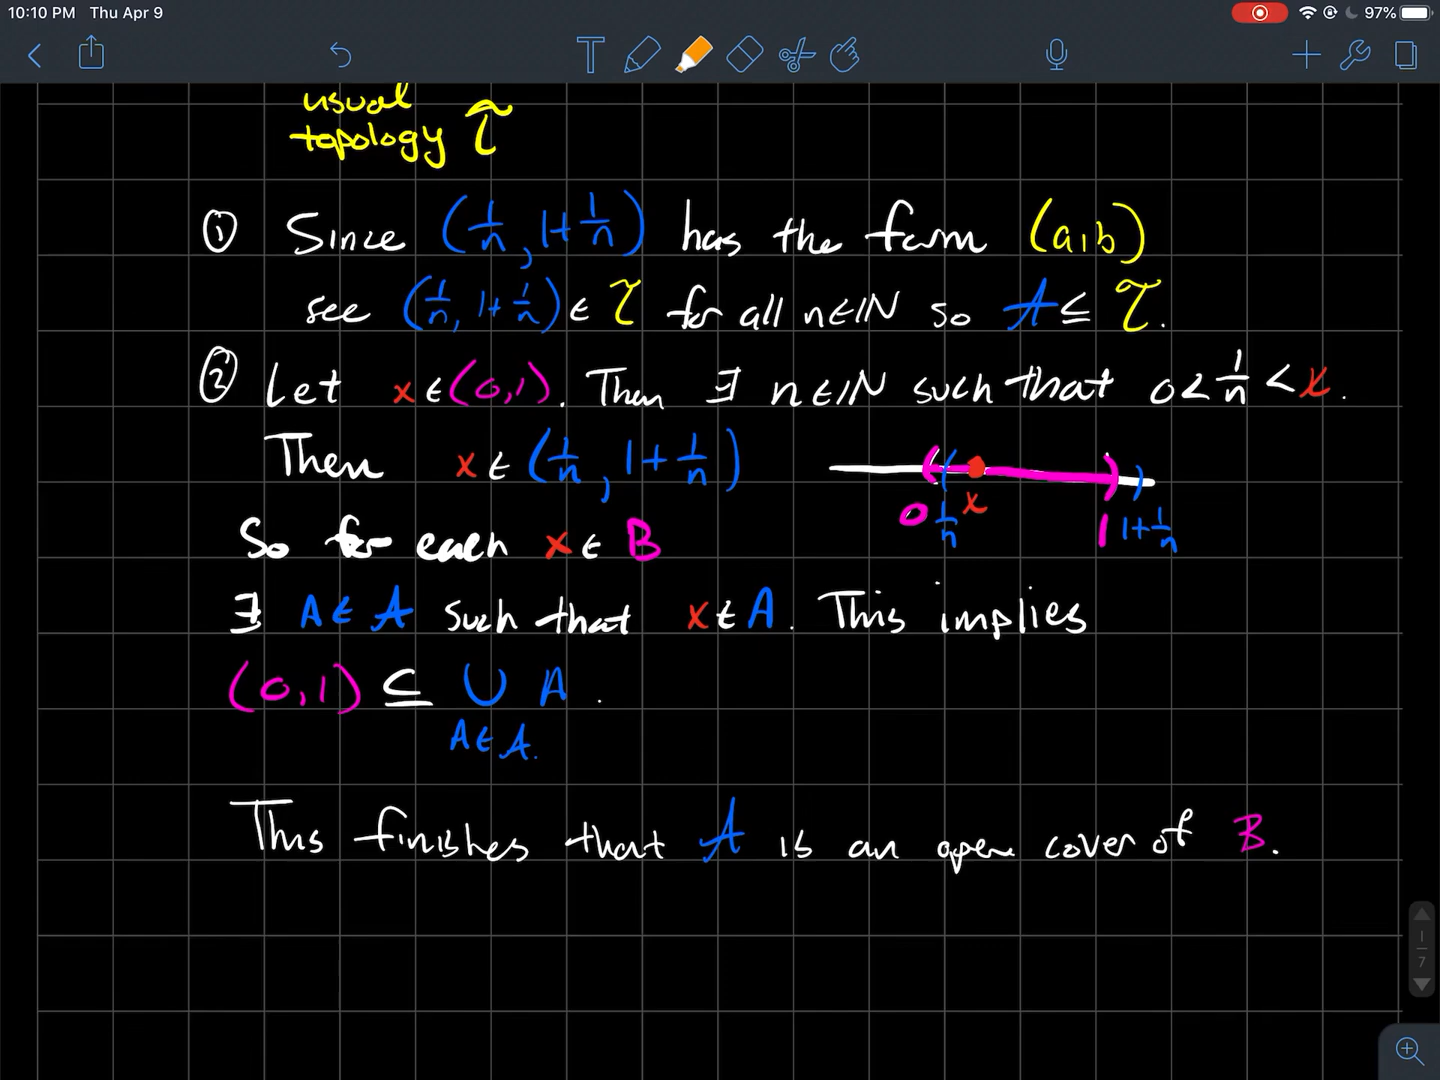 10:10 PM Thu Apr 9 97%
usual
topology 𝒯
① Since (1/n, 1+1/n) has the form (a,b)
see (1/n, 1+1/n) ∈ 𝒯 for all n∈ℕ so 𝒜 ⊆ 𝒯.
② Let x∈(0,1). Then ∃ n∈ℕ such that 0<1/n<x.
Then x∈(1/n, 1+1/n)
( ( ) )
0 1/n x 1 1+1/n
So for each x∈B
∃ A∈𝒜 such that x∈A. This implies
(0,1) ⊆ ∪ A.
A∈𝒜.
This finishes that 𝒜 is an open cover of B.
1
7